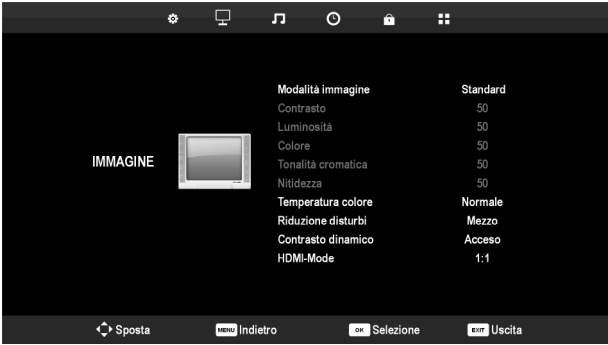 Modalità immagine Standard
Contrasto 50
Luminosità 50
Colore 50
IMMAGINE
Tonalità cromatica 50
Nitidezza 50
Temperatura colore Normale
Riduzione disturbi Mezzo
Contrasto dinamico Acceso
HDMI-Mode 1:1
Sposta MENU Indietro OK Selezione EXIT Uscita